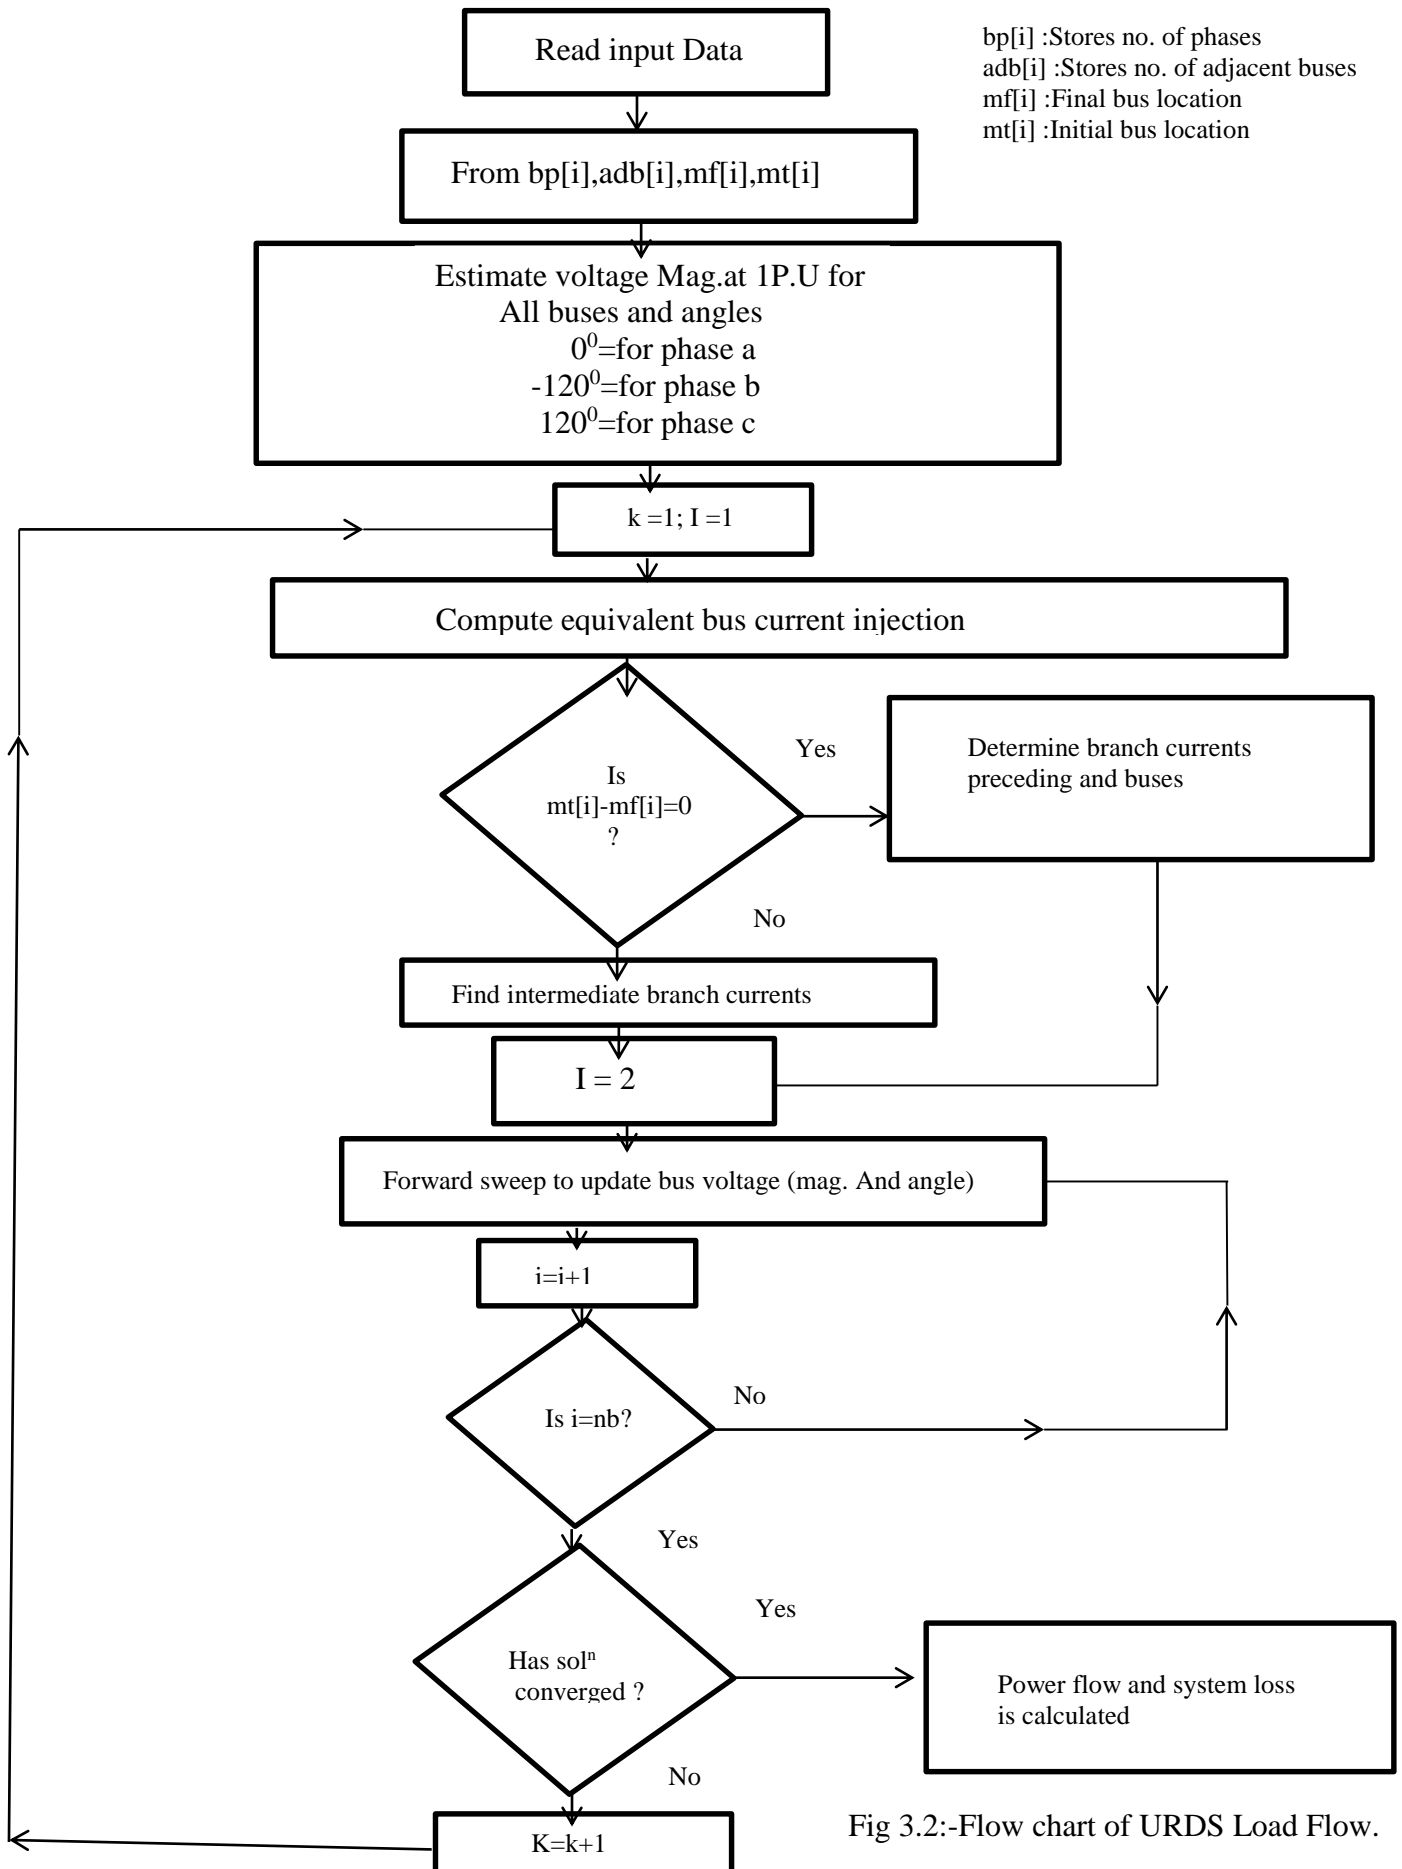 Read input Data
bp[i] :Stores no. of phases
adb[i] :Stores no. of adjacent buses
mf[i] :Final bus location
mt[i] :Initial bus location
From bp[i],adb[i],mf[i],mt[i]
Estimate voltage Mag.at 1P.U for
All buses and angles
0⁰=for phase a
-120⁰=for phase b
120⁰=for phase c
k =1; I =1
Compute equivalent bus current injection
Is
mt[i]-mf[i]=0
?
Yes
Determine branch currents
preceding and buses
No
Find intermediate branch currents
I = 2
Forward sweep to update bus voltage (mag. And angle)
i=i+1
Is i=nb?
No
Yes
Has solⁿ
converged ?
Yes
Power flow and system loss
is calculated
No
K=k+1
Fig 3.2:-Flow chart of URDS Load Flow.